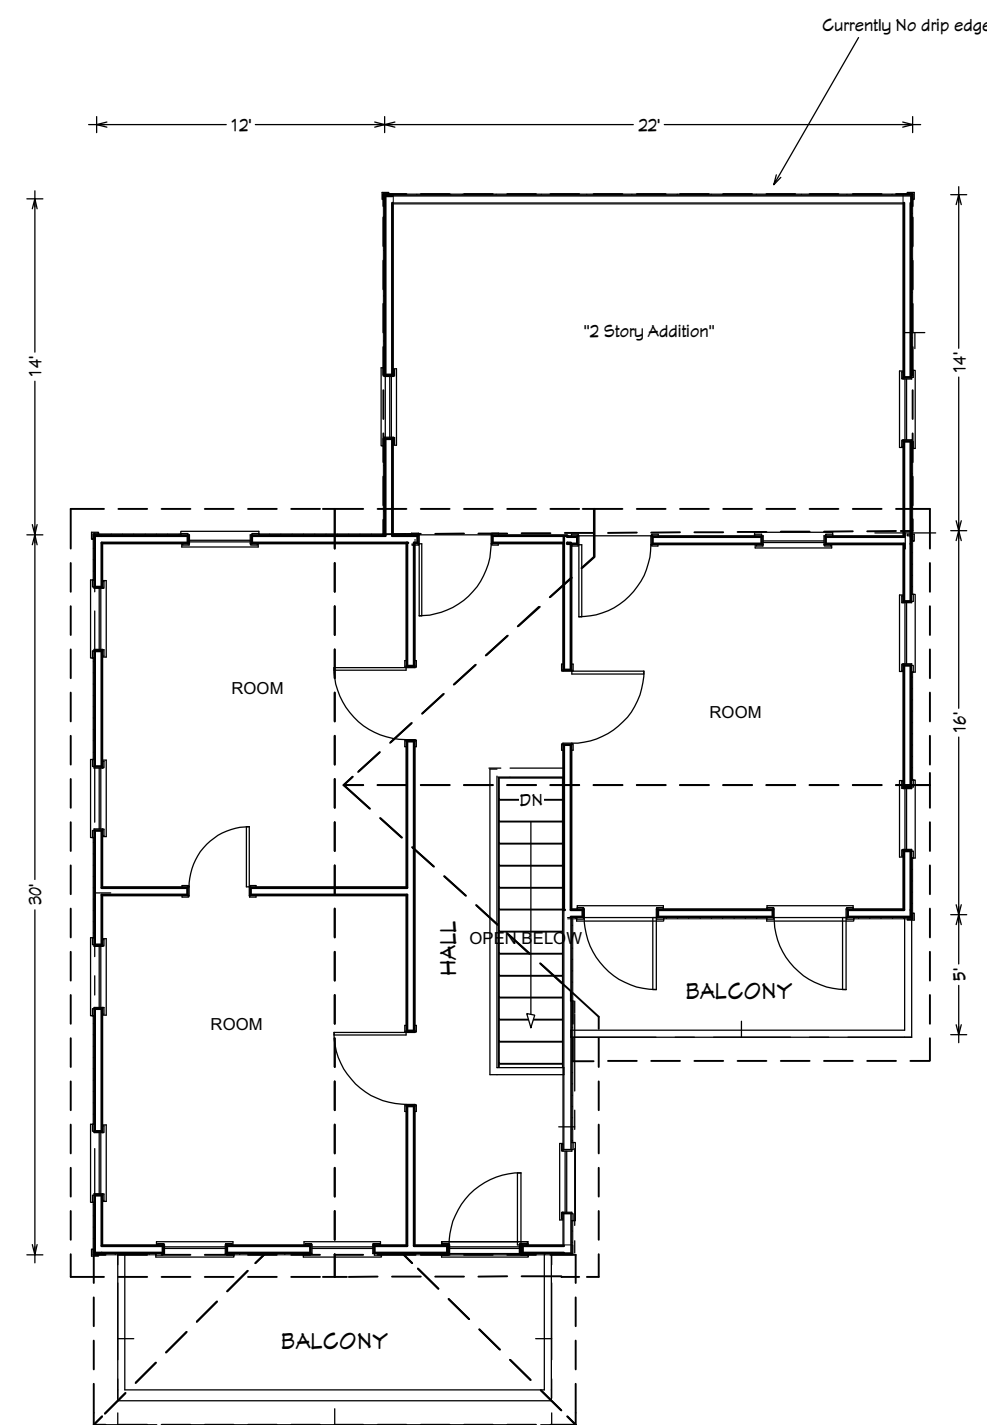 Currently No drip edge
12'
22'
14'
"2 Story Addition"
14'
ROOM
ROOM
16'
DN
30'
OPEN BELOW
HALL
BALCONY
5'
ROOM
BALCONY